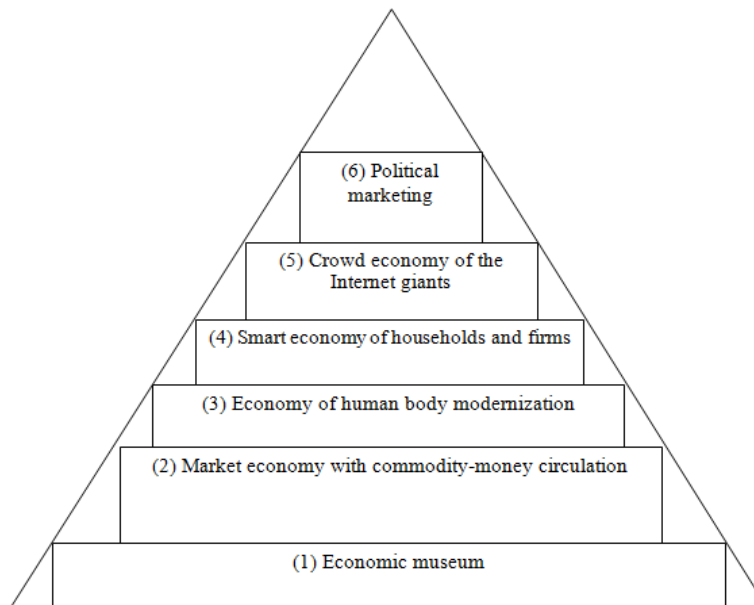 (6) Political
marketing
(5) Crowd economy of the
Internet giants
(4) Smart economy of households and firms
(3) Economy of human body modernization
(2) Market economy with commodity-money circulation
(1) Economic museum